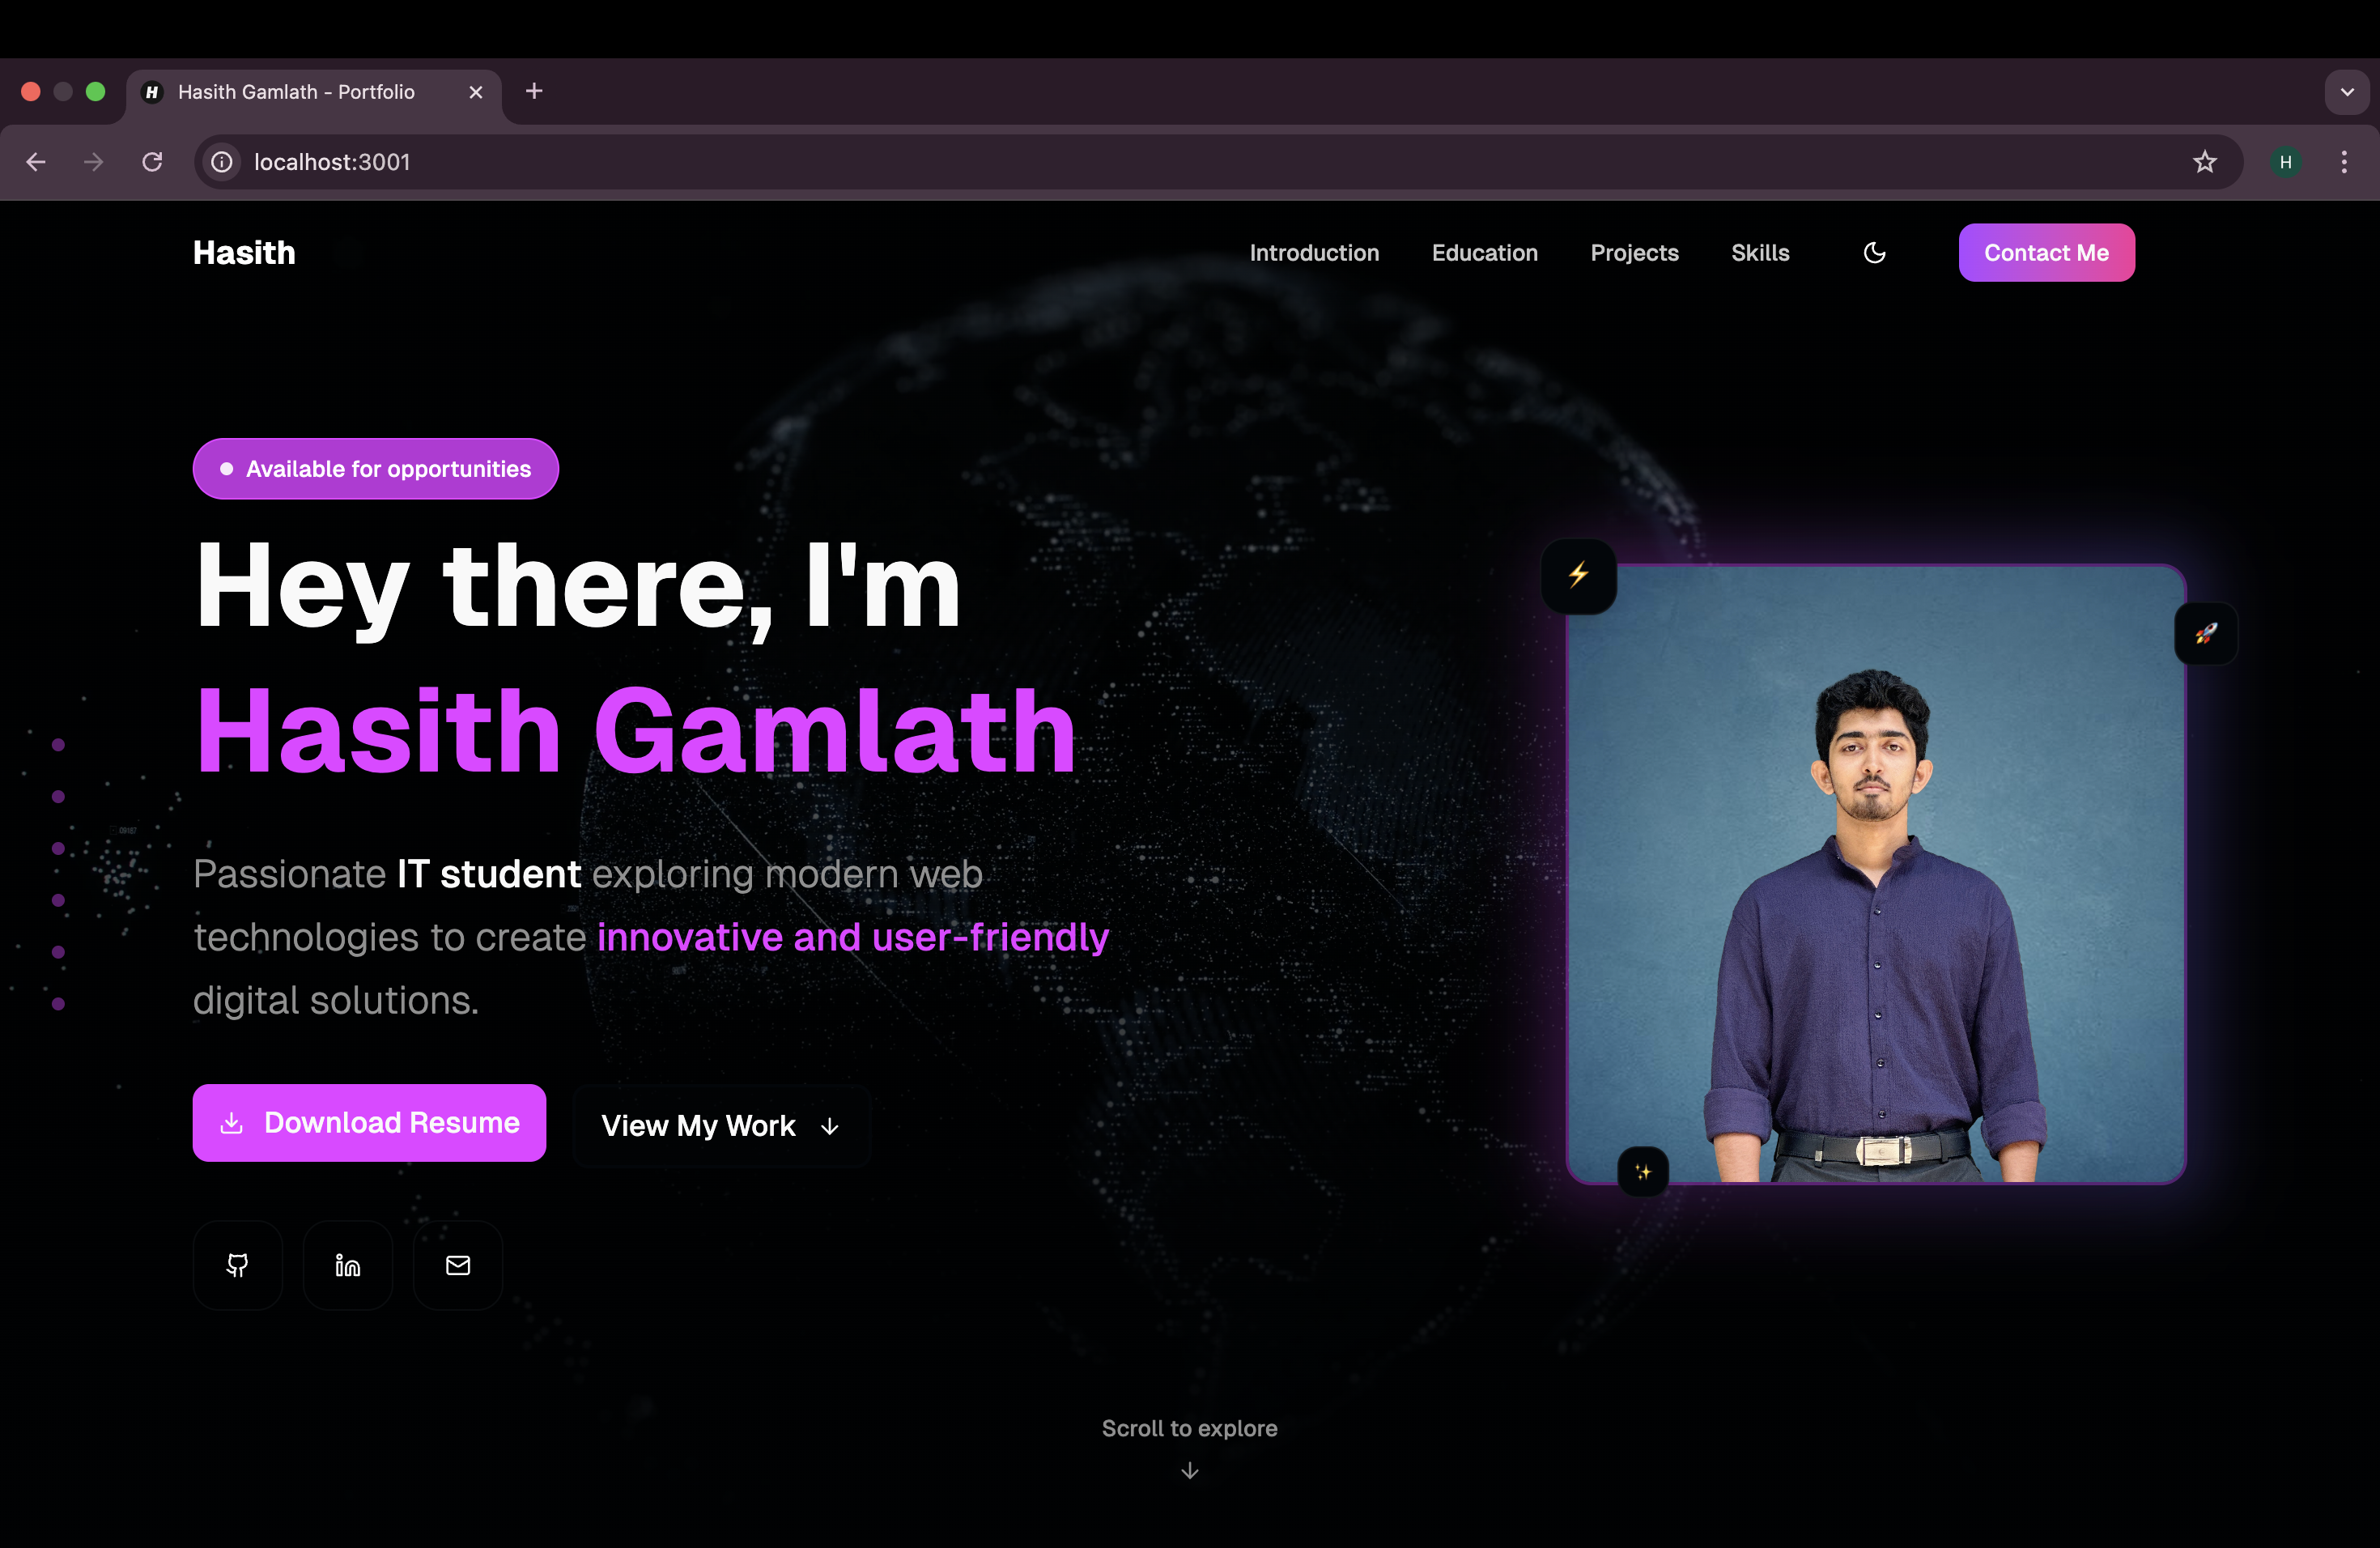 Hasith Gamlath - Portfolio
localhost:3001
H
Hasith
Introduction
Education
Projects
Skills
Contact Me
Available for opportunities
Hey there, I'm
Hasith Gamlath
Passionate IT student exploring modern web
technologies to create innovative and user-friendly
digital solutions.
Download Resume
View My Work
Scroll to explore